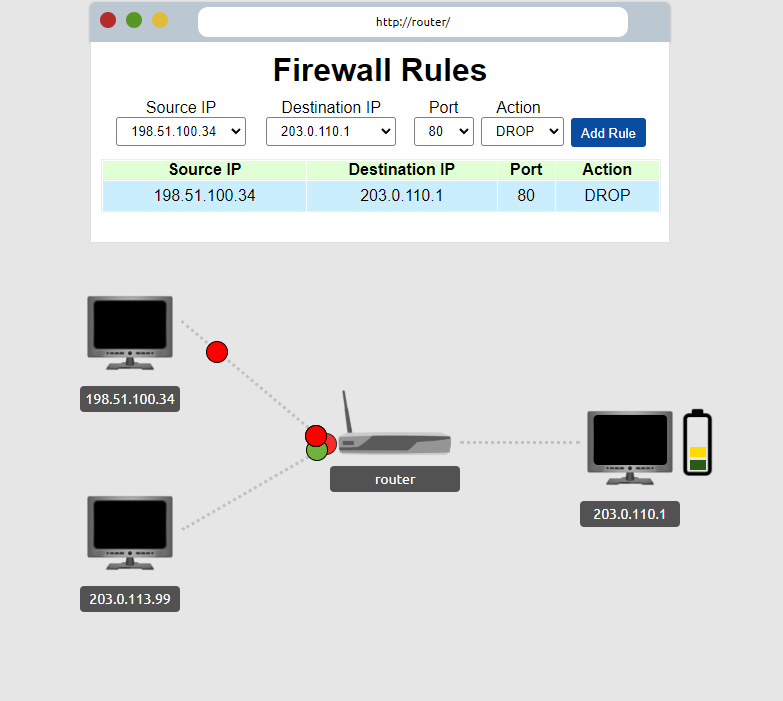 http://router/
Firewall Rules
Source IP Destination IP Port Action
198.51.100.34 203.0.110.1 80 DROP Add Rule
Source IP Destination IP Port Action
198.51.100.34 203.0.110.1 80 DROP
198.51.100.34
router
203.0.110.1
203.0.113.99